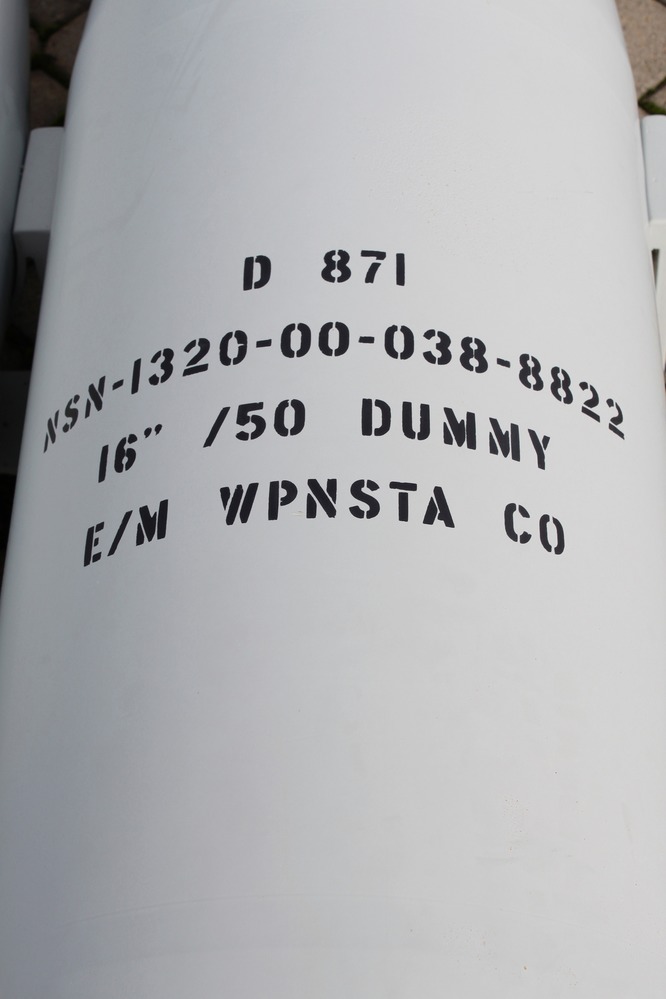 D 871
NSN-1320-00-038-8822
16” /50 DUMMY
E/M WPNSTA CO